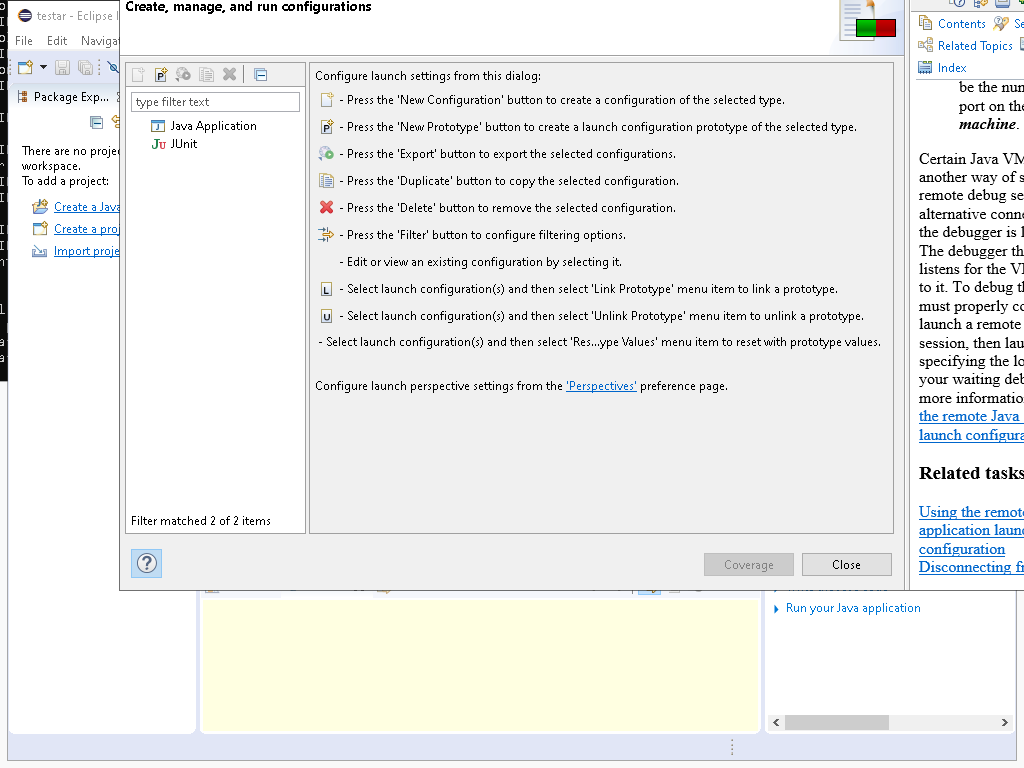 testar - Eclipse
File Edit Naviga
Package Exp...
There are no proje
workspace.
To add a project:
Create a Java
Create a proj
Import proje
Create, manage, and run configurations
type filter text
Java Application
JUnit
Filter matched 2 of 2 items
Configure launch settings from this dialog:
- Press the 'New Configuration' button to create a configuration of the selected type.
- Press the 'New Prototype' button to create a launch configuration prototype of the selected type.
- Press the 'Export' button to export the selected configurations.
- Press the 'Duplicate' button to copy the selected configuration.
- Press the 'Delete' button to remove the selected configuration.
- Press the 'Filter' button to configure filtering options.
- Edit or view an existing configuration by selecting it.
- Select launch configuration(s) and then select 'Link Prototype' menu item to link a prototype.
- Select launch configuration(s) and then select 'Unlink Prototype' menu item to unlink a prototype.
- Select launch configuration(s) and then select 'Res...ype Values' menu item to reset with prototype values.
Configure launch perspective settings from the 'Perspectives' preference page.
Coverage Close
Contents Se
Related Topics
Index
be the num
port on the
machine.
Certain Java VM
another way of s
remote debug se
alternative conne
the debugger is l
The debugger th
listens for the VM
to it. To debug th
must properly co
launch a remote
session, then lau
specifying the lo
your waiting deb
more information
the remote Java
launch configura
Related tasks
Using the remote
application launc
configuration
Disconnecting fr
Run your Java application